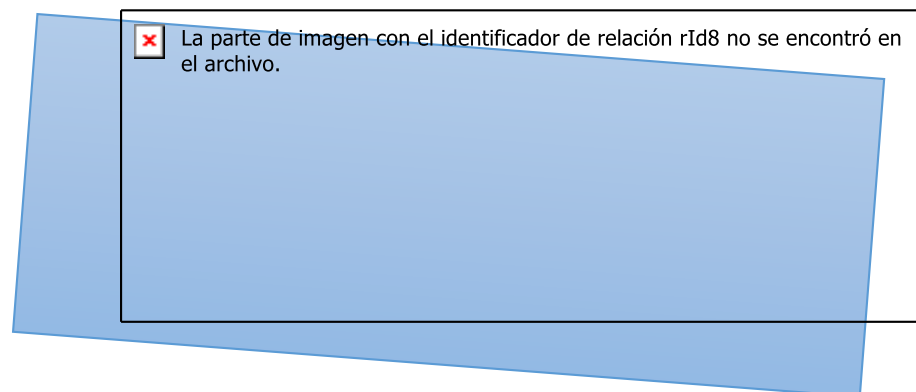 La parte de imagen con el identificador de relación rId8 no se encontró en
el archivo.